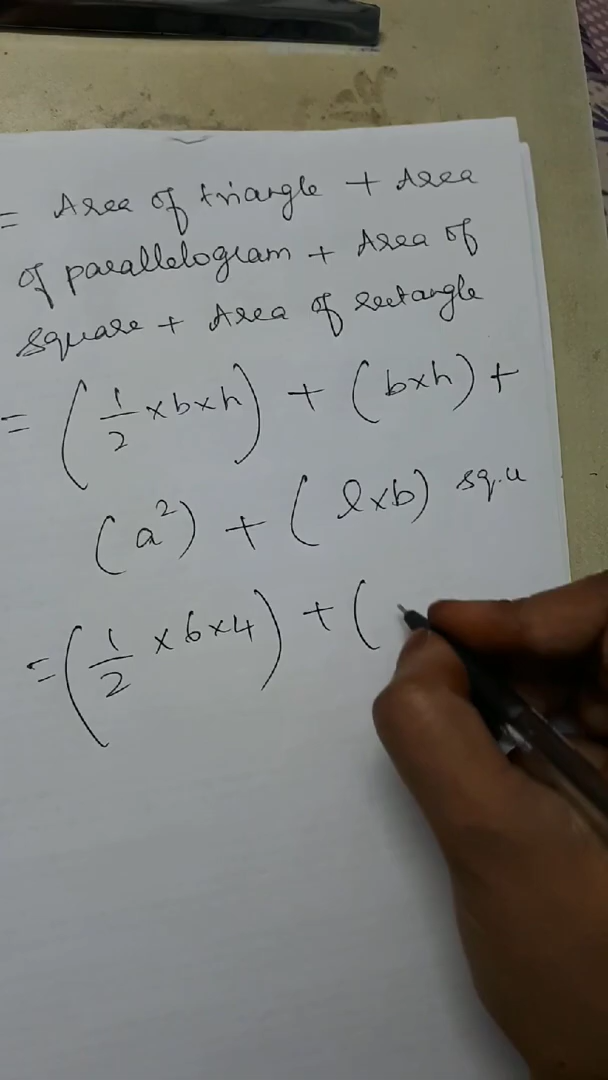 = Area of triangle + Area
of parallelogram + Area of
square + Area of rectangle
= (1/2 × b × h) + (b×h) +
(a²) + (l×b) sq.u
= (1/2 × 6 × 4) + (